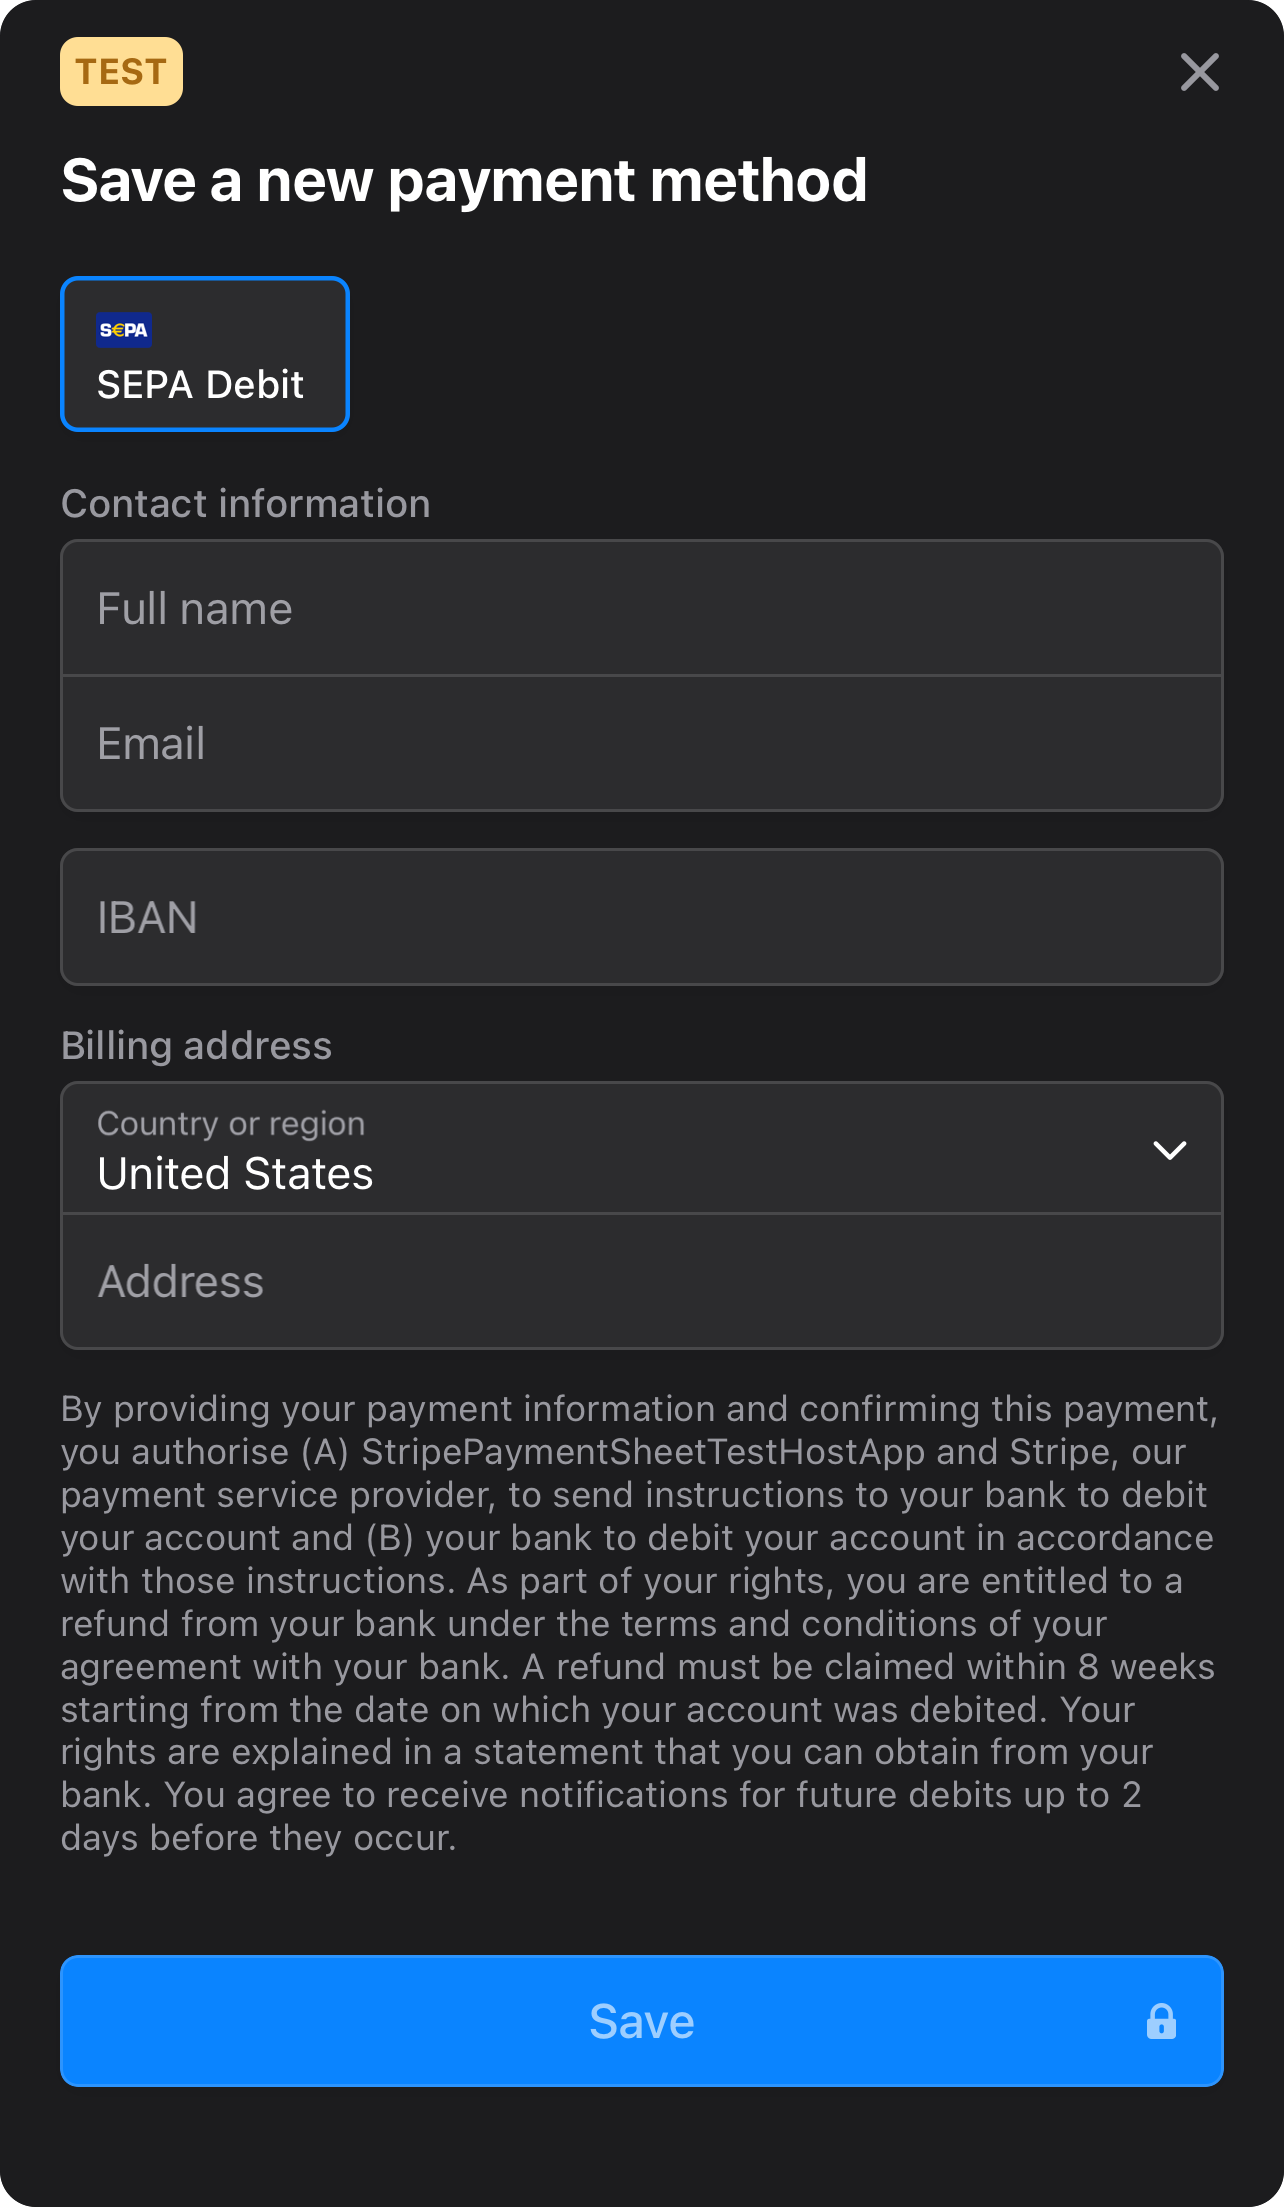 TEST
Save a new payment method
S€PA
SEPA Debit
Contact information
Full name
Email
IBAN
Billing address
Country or region
United States
Address
By providing your payment information and confirming this payment,
you authorise (A) StripePaymentSheetTestHostApp and Stripe, our
payment service provider, to send instructions to your bank to debit
your account and (B) your bank to debit your account in accordance
with those instructions. As part of your rights, you are entitled to a
refund from your bank under the terms and conditions of your
agreement with your bank. A refund must be claimed within 8 weeks
starting from the date on which your account was debited. Your
rights are explained in a statement that you can obtain from your
bank. You agree to receive notifications for future debits up to 2
days before they occur.
Save